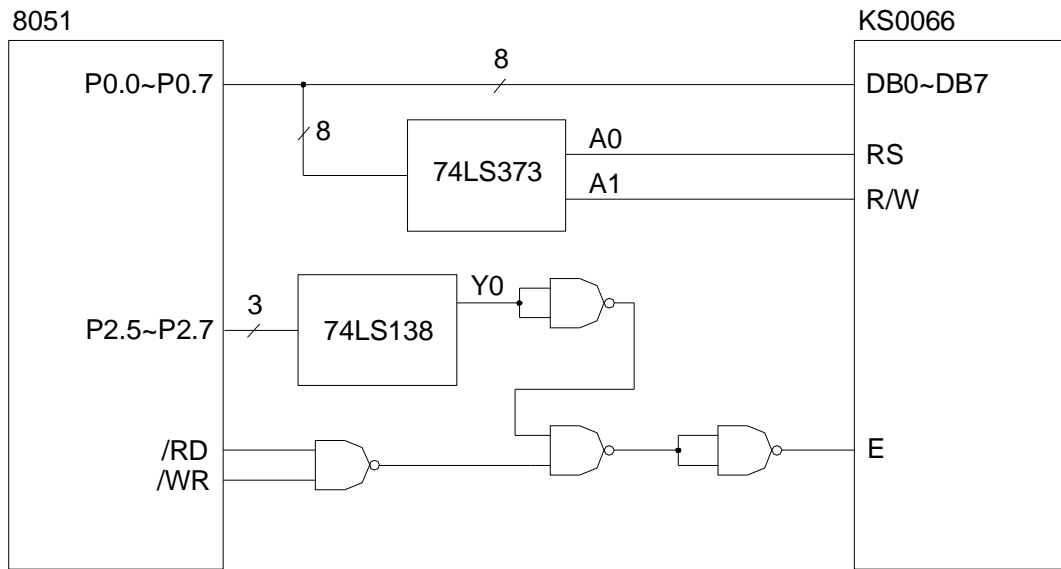 8051
KS0066
P0.0~P0.7
8
DB0~DB7
8
74LS373
A0
RS
A1
R/W
P2.5~P2.7
3
74LS138
Y0
/RD
/WR
E